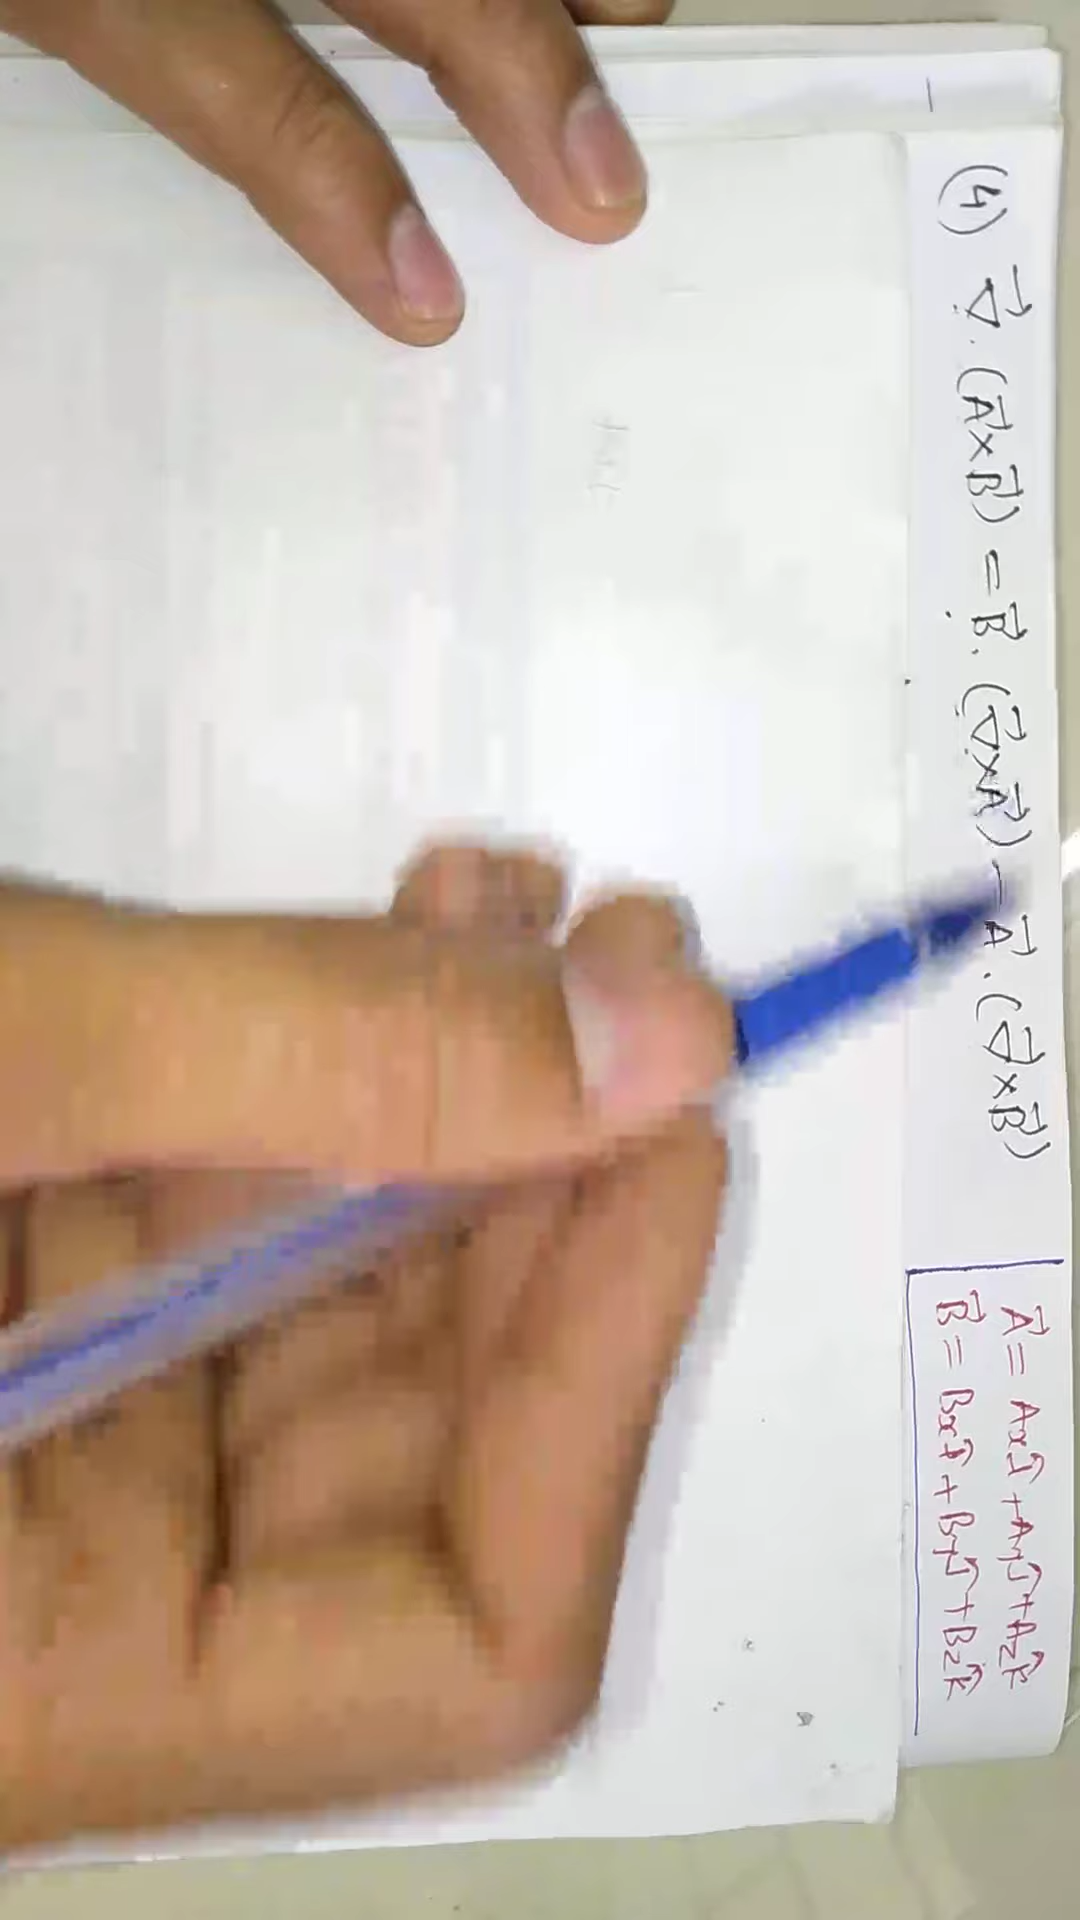 (4) ∇⃗. (A⃗×B⃗) = B⃗. (∇⃗×A⃗) – A⃗. (∇⃗×B⃗)
A⃗ = Axî + Ayĵ + Azk̂
B⃗ = Bxî + Byĵ + Bzk̂